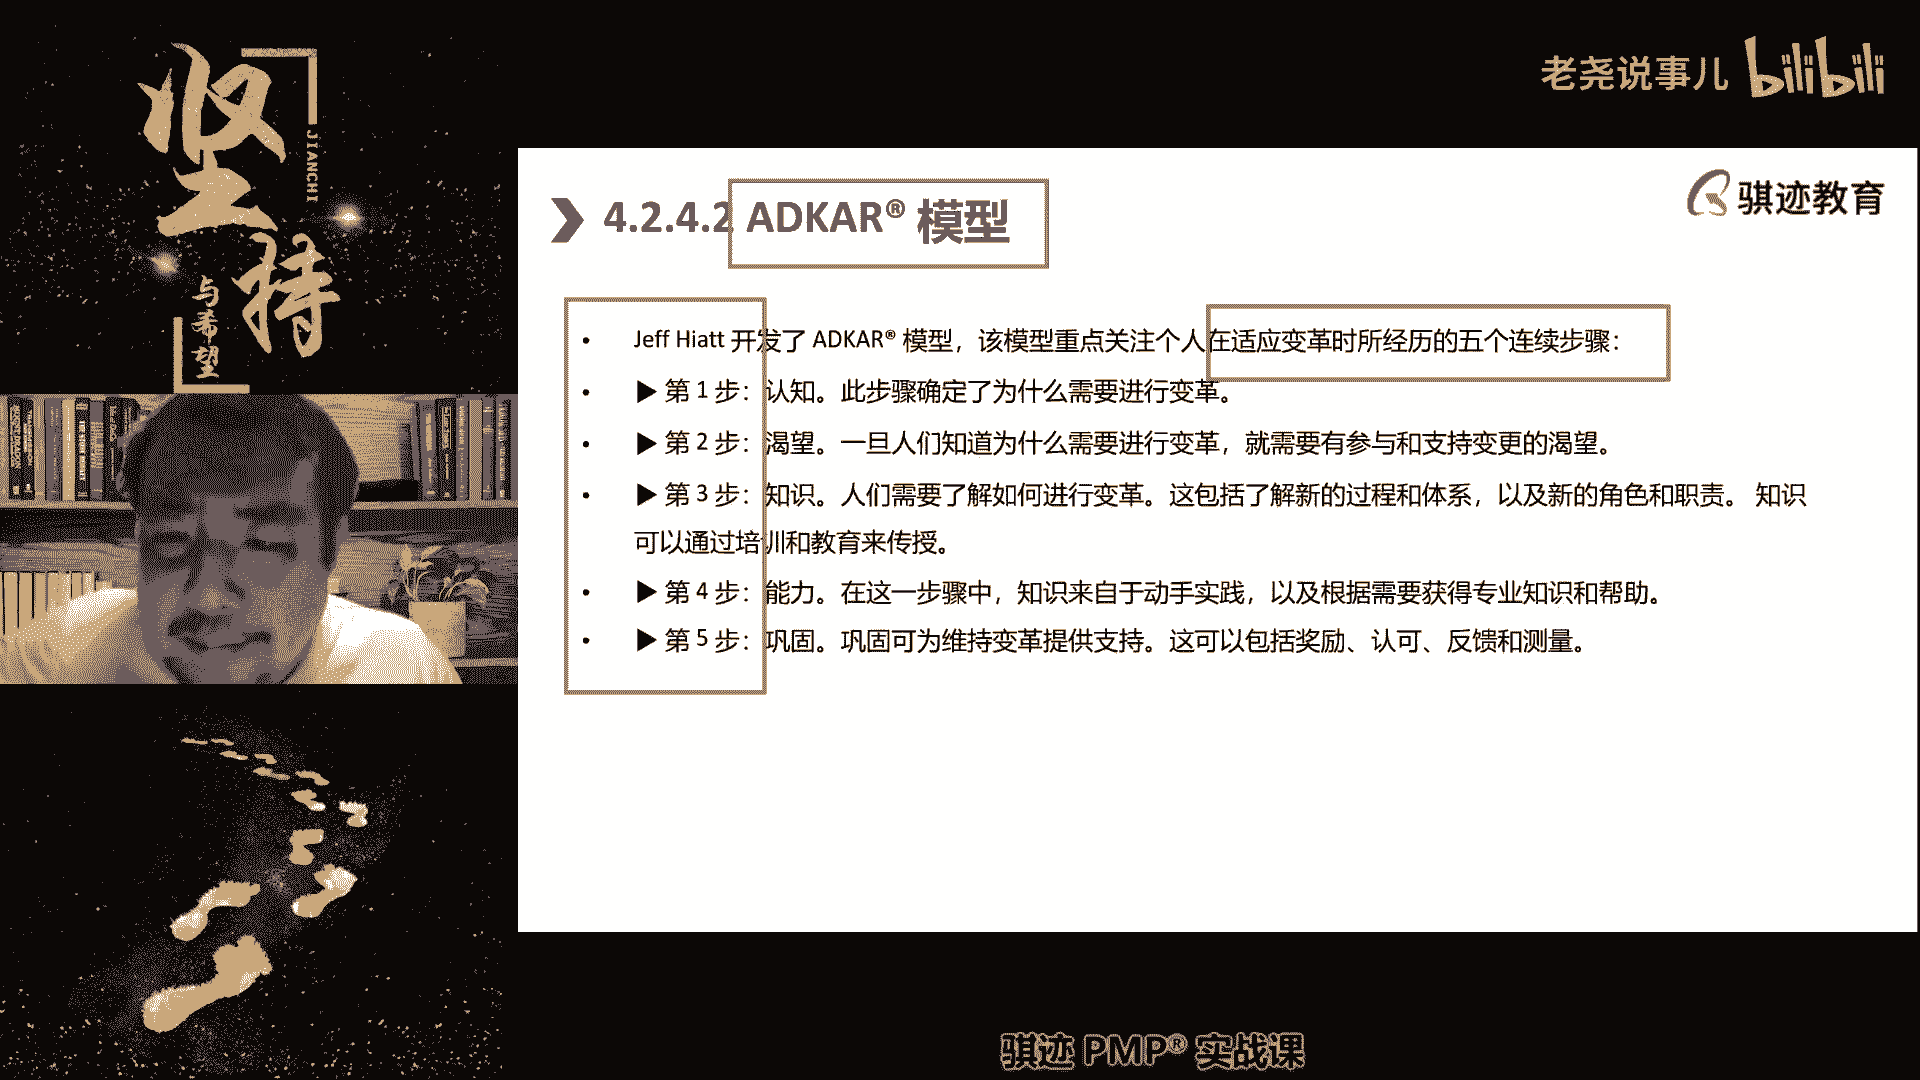 坚持
JIANCHI
与希望
老尧说事儿 bilibili
骐迹教育
4.2.4.2 ADKAR® 模型
• Jeff Hiatt 开发了 ADKAR® 模型，该模型重点关注个人在适应变革时所经历的五个连续步骤：
• ▶ 第 1 步：认知。此步骤确定了为什么需要进行变革。
• ▶ 第 2 步：渴望。一旦人们知道为什么需要进行变革，就需要有参与和支持变更的渴望。
• ▶ 第 3 步：知识。人们需要了解如何进行变革。这包括了解新的过程和体系，以及新的角色和职责。 知识
可以通过培训和教育来传授。
• ▶ 第 4 步：能力。在这一步骤中，知识来自于动手实践，以及根据需要获得专业知识和帮助。
• ▶ 第 5 步：巩固。巩固可为维持变革提供支持。这可以包括奖励、认可、反馈和测量。
骐迹 PMP® 实战课